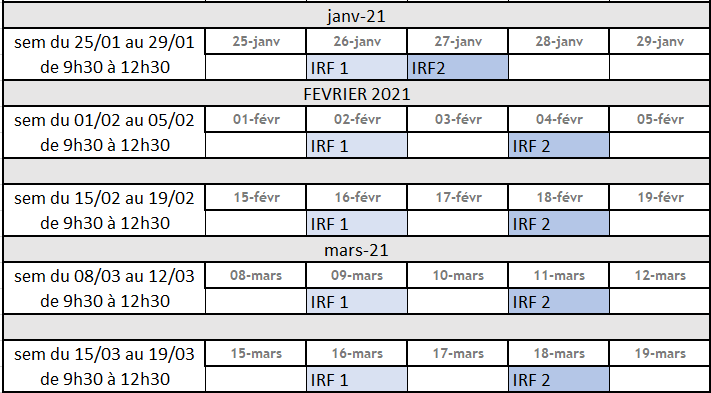 janv-21
sem du 25/01 au 29/01 25-janv 26-janv 27-janv 28-janv 29-janv
de 9h30 à 12h30 IRF 1 IRF2
FEVRIER 2021
sem du 01/02 au 05/02 01-févr 02-févr 03-févr 04-févr 05-févr
de 9h30 à 12h30 IRF 1 IRF 2
sem du 15/02 au 19/02 15-févr 16-févr 17-févr 18-févr 19-févr
de 9h30 à 12h30 IRF 1 IRF 2
mars-21
sem du 08/03 au 12/03 08-mars 09-mars 10-mars 11-mars 12-mars
de 9h30 à 12h30 IRF 1 IRF 2
sem du 15/03 au 19/03 15-mars 16-mars 17-mars 18-mars 19-mars
de 9h30 à 12h30 IRF 1 IRF 2